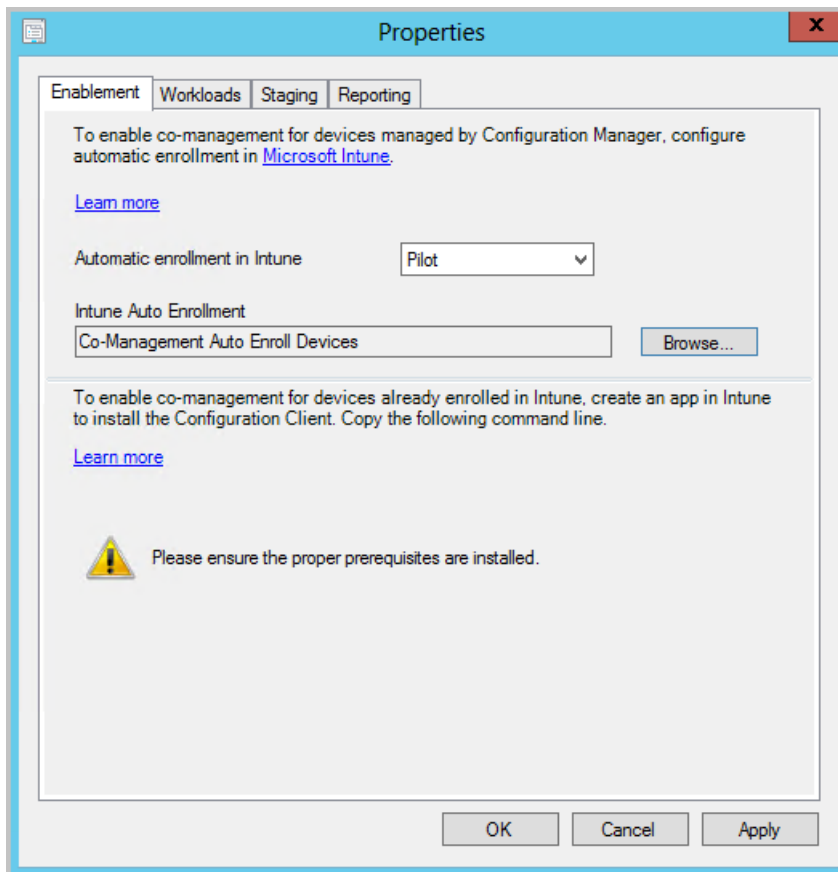 Properties
x
Enablement
Workloads
Staging
Reporting
To enable co-management for devices managed by Configuration Manager, configure
automatic enrollment in Microsoft Intune.
Learn more
Automatic enrollment in Intune
Pilot
Intune Auto Enrollment
Co-Management Auto Enroll Devices
Browse...
To enable co-management for devices already enrolled in Intune, create an app in Intune
to install the Configuration Client. Copy the following command line.
Learn more
Please ensure the proper prerequisites are installed.
OK
Cancel
Apply